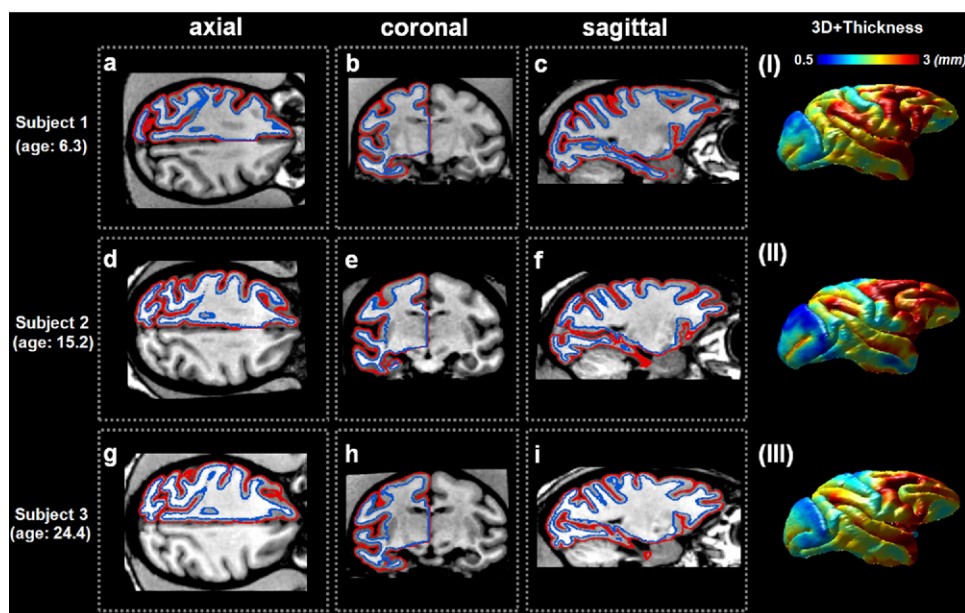 axial coronal sagittal 3D+Thickness
a b c (I) 0.5 3 (mm)
Subject 1
(age: 6.3)
d e f (II)
Subject 2
(age: 15.2)
g h i (III)
Subject 3
(age: 24.4)